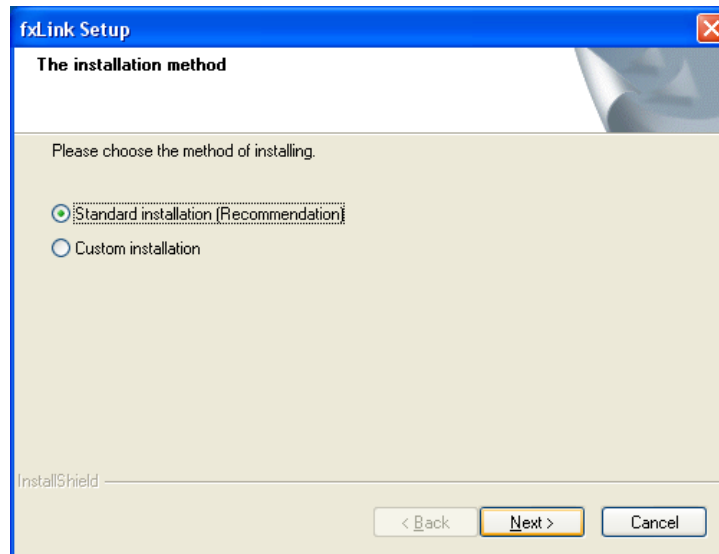 fxLink Setup
The installation method
Please choose the method of installing.
Standard installation (Recommendation)
Custom installation
InstallShield
< Back Next > Cancel